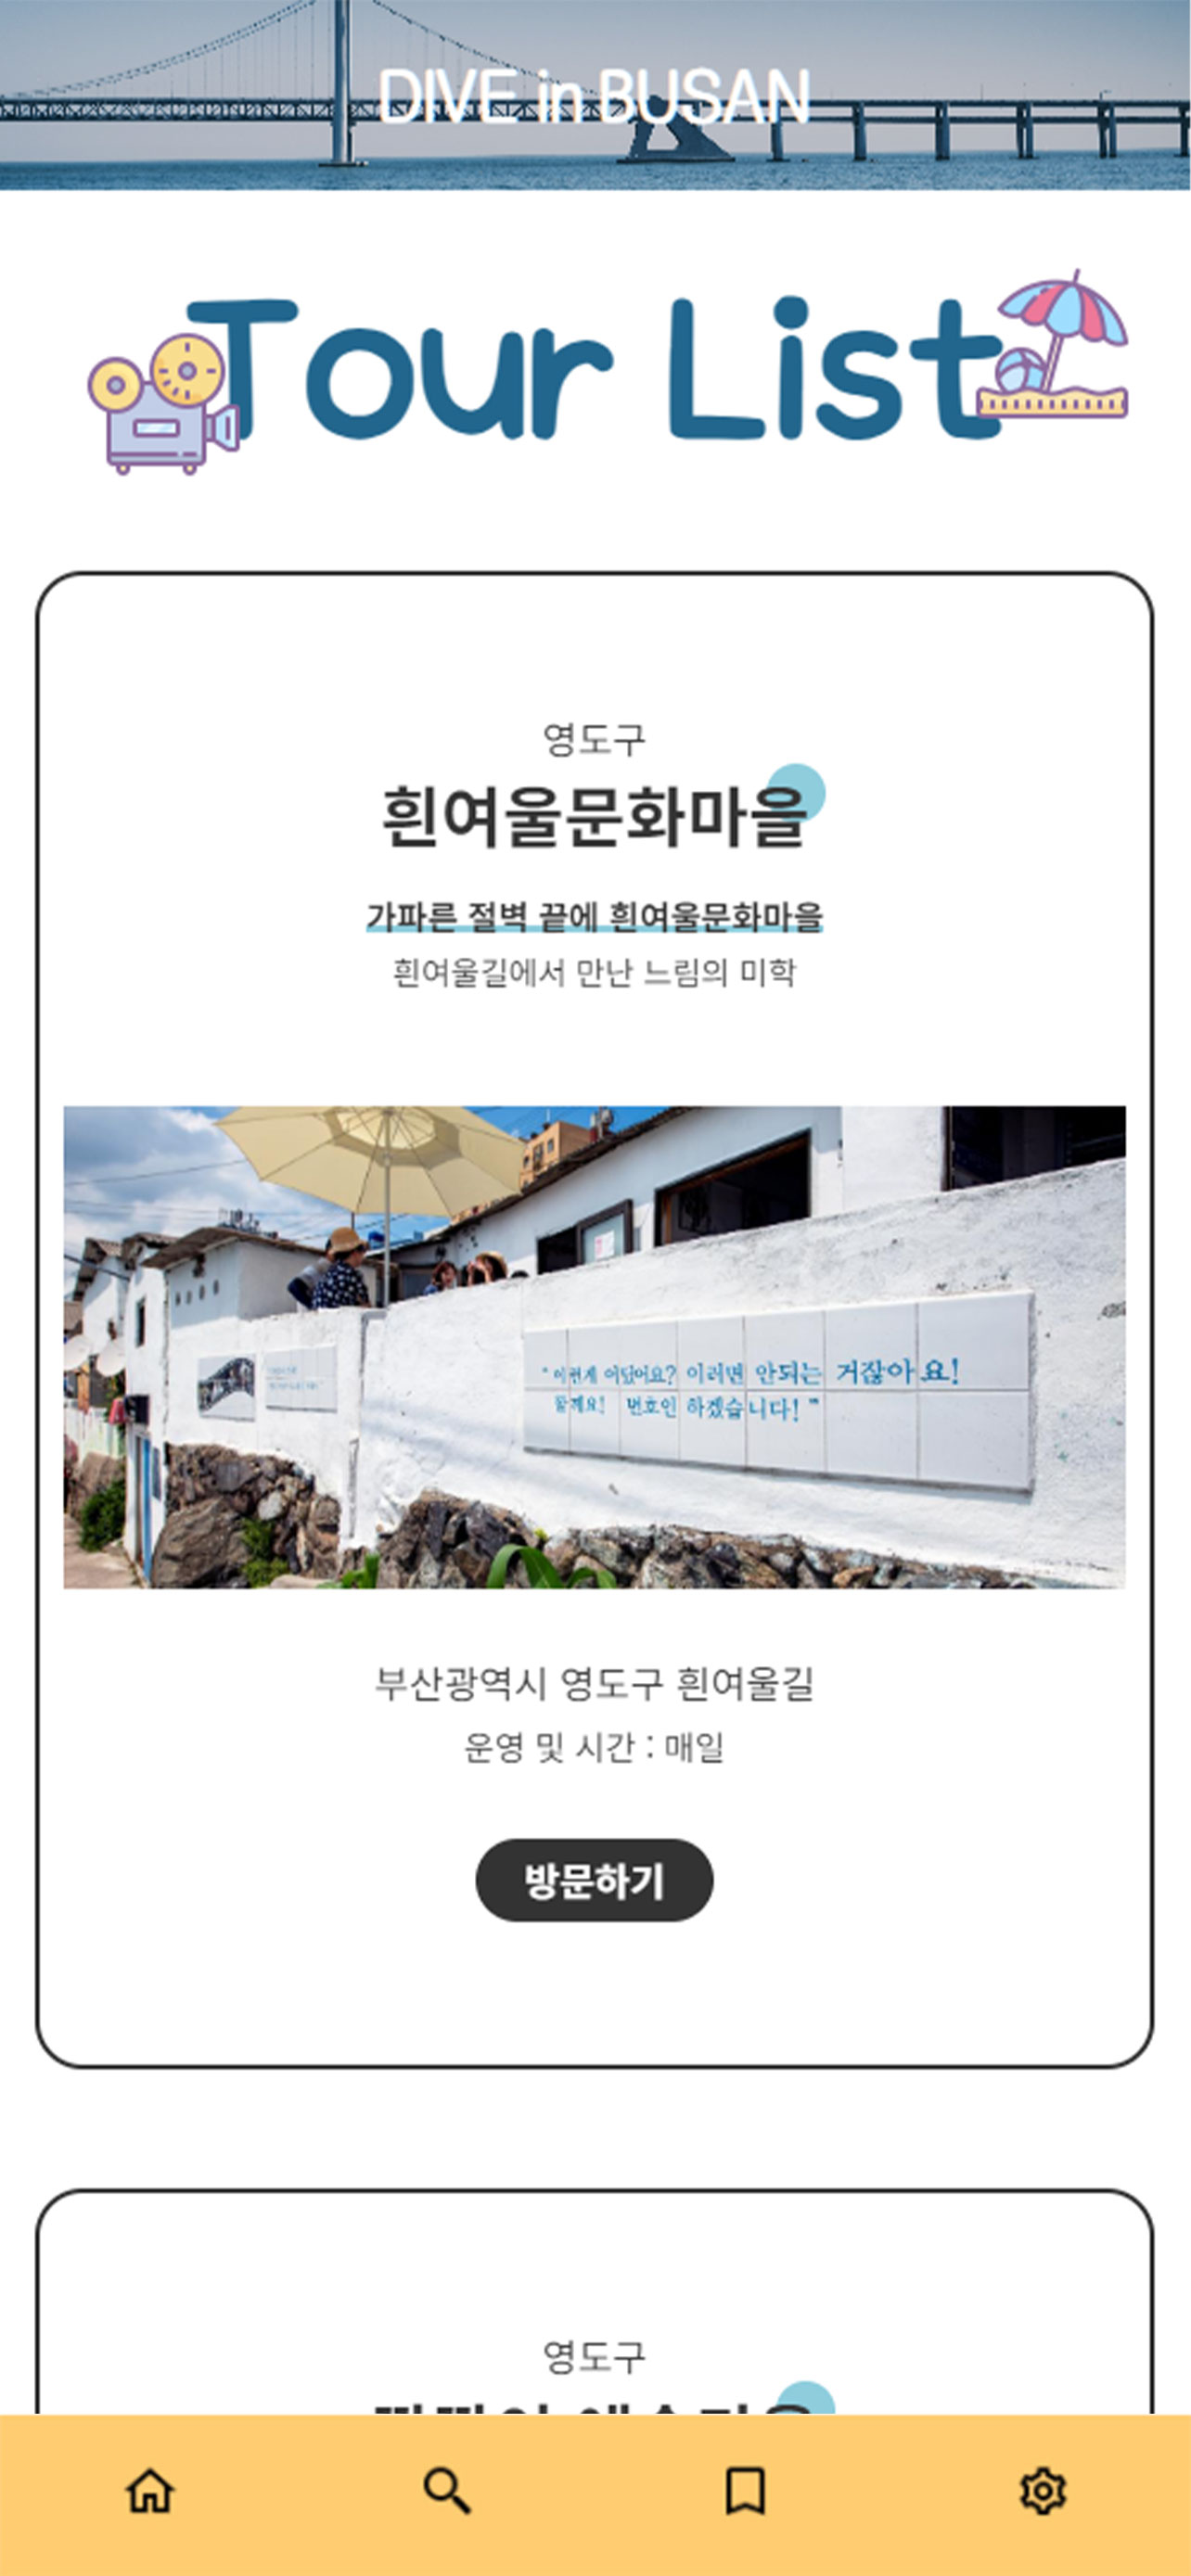 DIVE in BUSAN
Tour List
영도구
흰여울문화마을
가파른 절벽 끝에 흰여울문화마을
흰여울길에서 만난 느림의 미학
“이런게 어딨어요? 이러면 안되는 거잖아요!
할께요! 변호인 하겠습니다!”
부산광역시 영도구 흰여울길
운영 및 시간 : 매일
방문하기
영도구